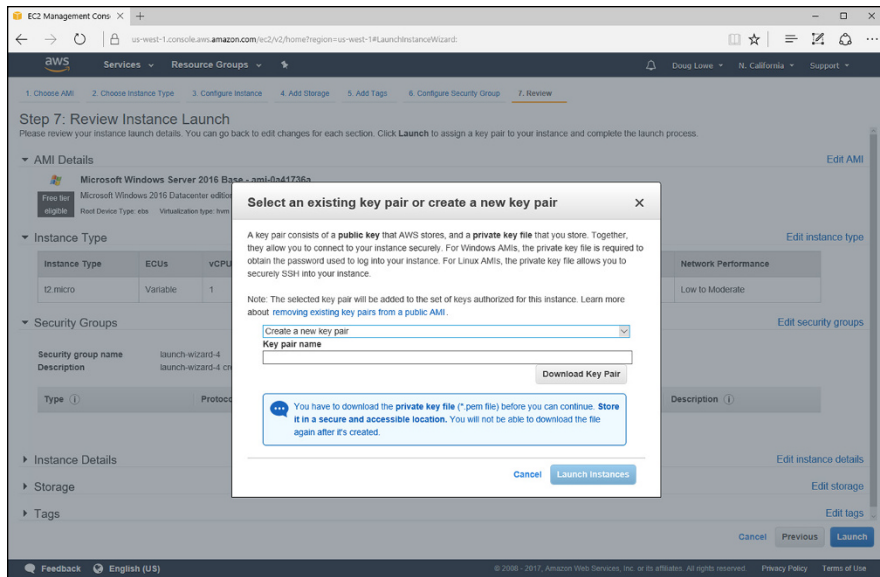 EC2 Management Cons
us-west-1.console.aws.amazon.com/ec2/v2/home?region=us-west-1#LaunchInstanceWizard:
aws Services Resource Groups Doug Lowe N. California Support
1. Choose AMI 2. Choose Instance Type 3. Configure Instance 4. Add Storage 5. Add Tags 6. Configure Security Group 7. Review
Step 7: Review Instance Launch
Please review your instance launch details. You can go back to edit changes for each section. Click Launch to assign a key pair to your instance and complete the launch process.
AMI Details Edit AMI
Microsoft Windows Server 2016 Base - ami-0a41736a
Free tier eligible
Microsoft Windows 2016 Datacenter edition
Root Device Type: ebs Virtualization type: hvm
Instance Type Edit instance type
Instance Type ECUs vCPU Network Performance
t2.micro Variable 1 Low to Moderate
Security Groups Edit security groups
Security group name launch-wizard-4
Description launch-wizard-4 cr
Type Protoco Description
Instance Details Edit instance details
Storage Edit storage
Tags Edit tags
Cancel Previous Launch
Select an existing key pair or create a new key pair
A key pair consists of a public key that AWS stores, and a private key file that you store. Together,
they allow you to connect to your instance securely. For Windows AMIs, the private key file is required to
obtain the password used to log into your instance. For Linux AMIs, the private key file allows you to
securely SSH into your instance.
Note: The selected key pair will be added to the set of keys authorized for this instance. Learn more
about removing existing key pairs from a public AMI.
Create a new key pair
Key pair name
Download Key Pair
You have to download the private key file (*.pem file) before you can continue. Store
it in a secure and accessible location. You will not be able to download the file
again after it's created.
Cancel Launch Instances
Feedback English (US) © 2008 - 2017, Amazon Web Services, Inc. or its affiliates. All rights reserved. Privacy Policy Terms of Use